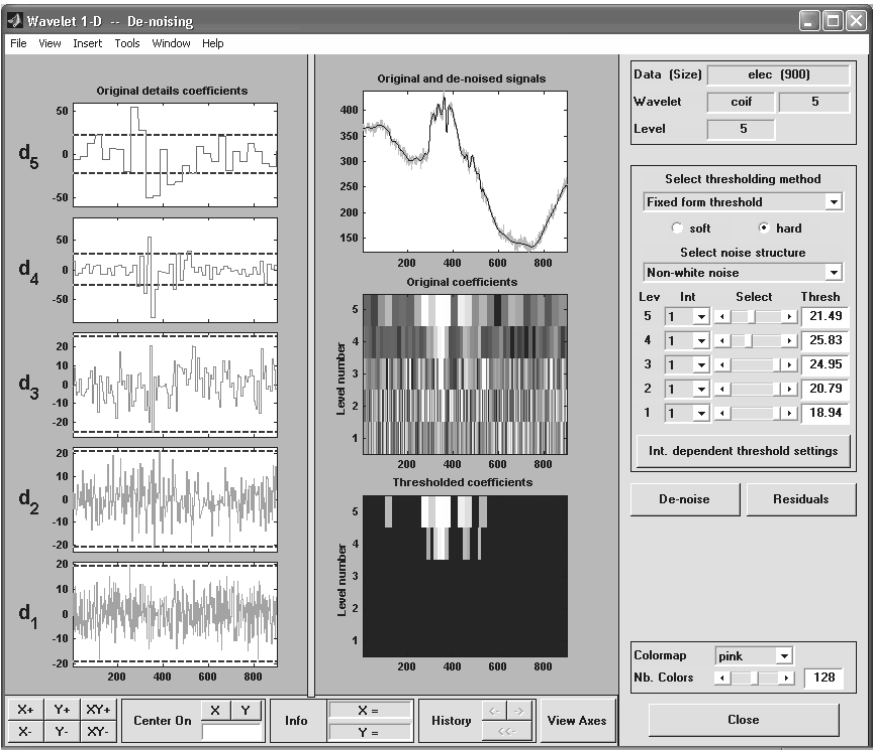 Wavelet 1-D -- De-noising
File View Insert Tools Window Help
Original details coefficients
d5
50
0
-50
d4
50
0
-50
d3
20
10
0
-10
-20
d2
20
10
0
-10
-20
d1
20
10
0
-10
-20
200 400 600 800
Original and de-noised signals
400
350
300
250
200
150
200 400 600 800
Original coefficients
Level number
5
4
3
2
1
200 400 600 800
Thresholded coefficients
Level number
5
4
3
2
1
200 400 600 800
Data (Size) elec (900)
Wavelet coif 5
Level 5
Select thresholding method
Fixed form threshold
soft hard
Select noise structure
Non-white noise
Lev Int Select Thresh
5 1 21.49
4 1 25.83
3 1 24.95
2 1 20.79
1 1 18.94
Int. dependent threshold settings
De-noise Residuals
Colormap pink
Nb. Colors 128
Close
X+ Y+ XY+
X- Y- XY-
Center On X Y
Info X =
Y =
History <- ->
<<-
View Axes